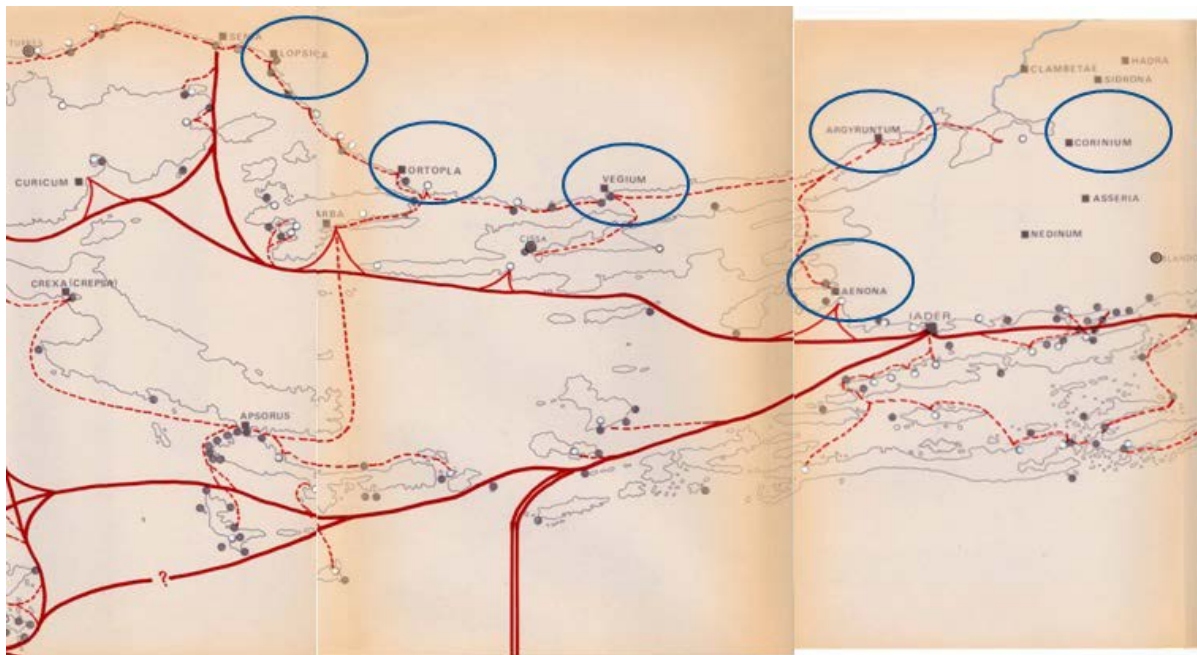 SENIA
LOPSICA
CLAMBETAE
HADRA
SIDRONA
ARGYRUNTUM
CORINIUM
ORTOPLA
VEGIUM
CURICUM
ASSERIA
ARBA
CISSA
NEDINUM
CREXA (CREPSA)
AENONA
IADER
APSORUS
?